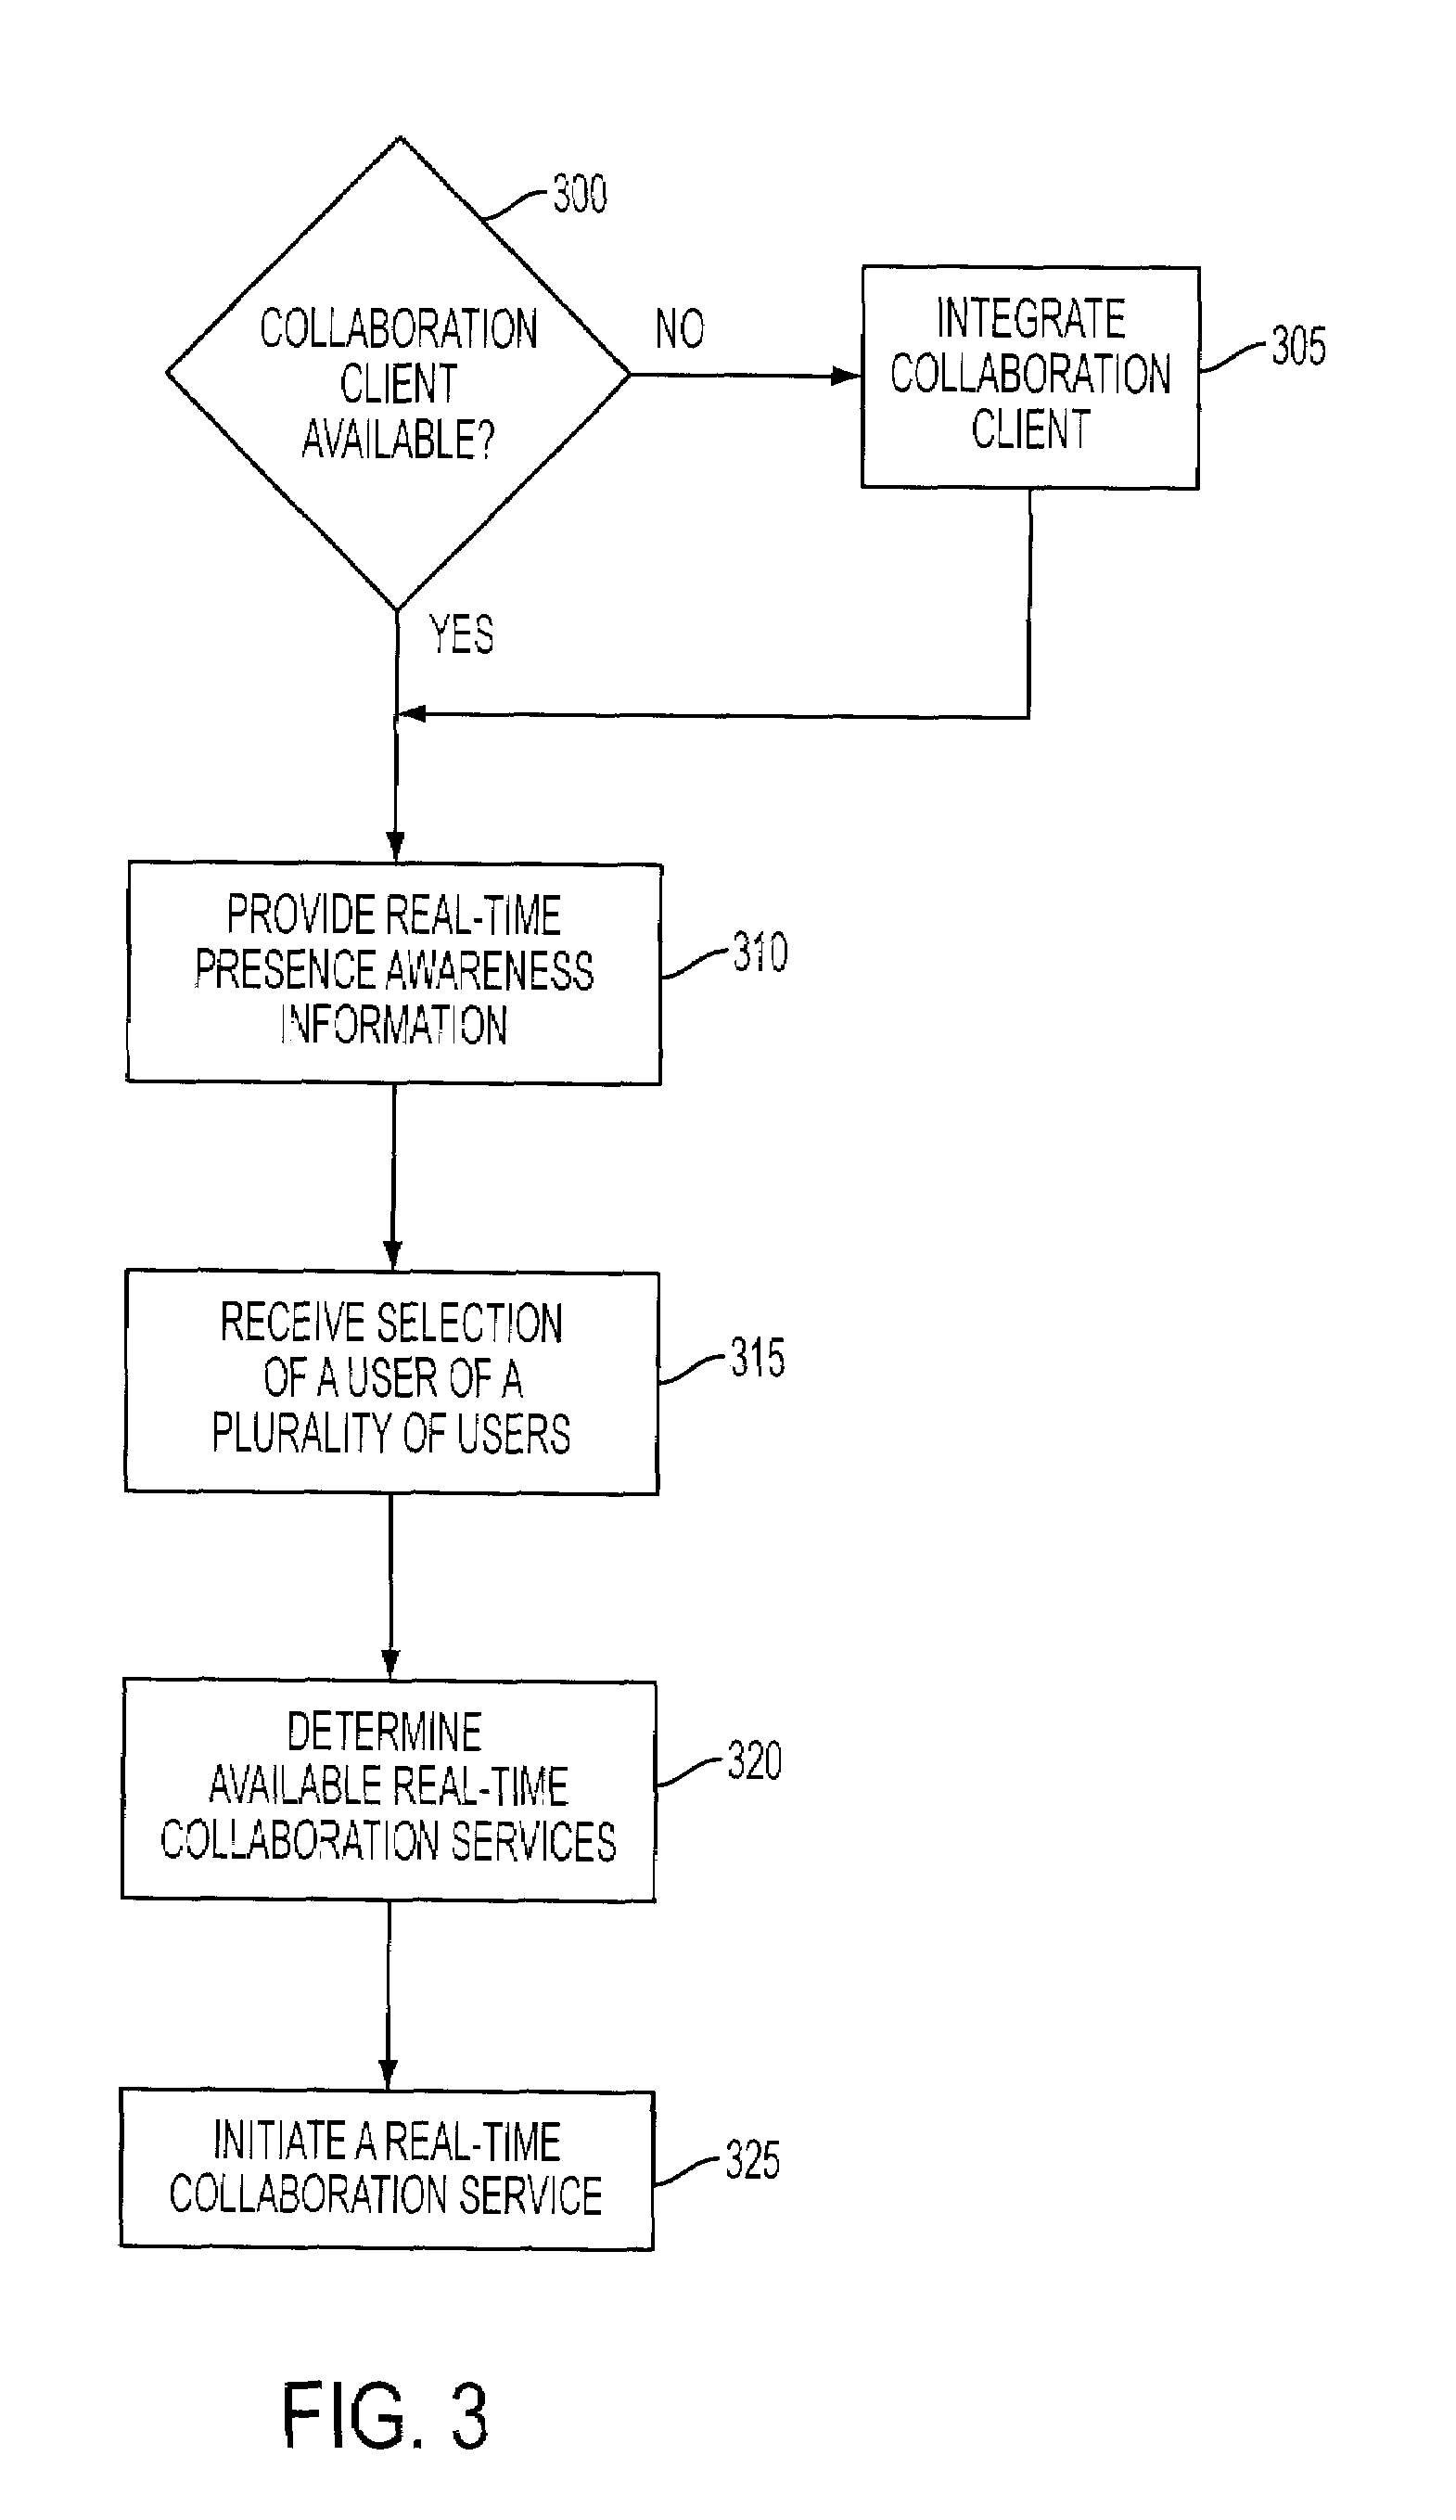 300
COLLABORATION
CLIENT
AVAILABLE?
NO
INTEGRATE
COLLABORATION
CLIENT
305
YES
PROVIDE REAL-TIME
PRESENCE AWARENESS
INFORMATION
310
RECEIVE SELECTION
OF A USER OF A
PLURALITY OF USERS
315
DETERMINE
AVAILABLE REAL-TIME
COLLABORATION SERVICES
320
INITIATE A REAL-TIME
COLLABORATION SERVICE
325
FIG. 3